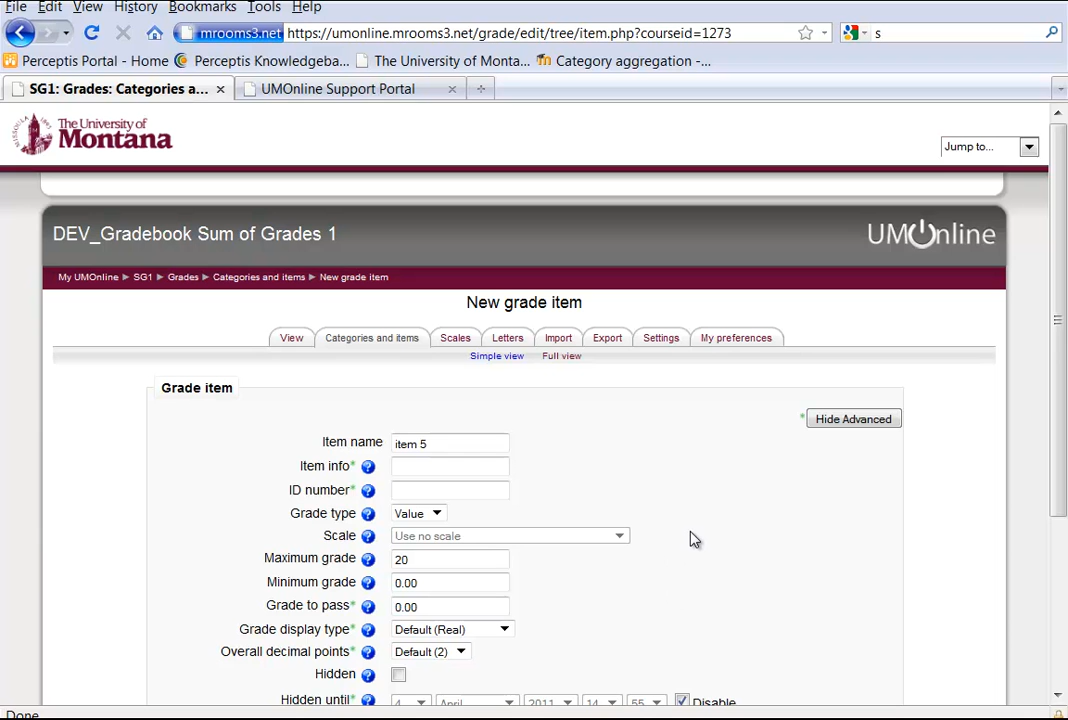 File Edit View History Bookmarks Tools Help
mrooms3.net https://umonline.mrooms3.net/grade/edit/tree/item.php?courseid=1273 s
Perceptis Portal - Home Perceptis Knowledgeba... The University of Monta... Category aggregation -...
SG1: Grades: Categories a... UMOnline Support Portal
The University of
Montana
MISSOULA
Jump to...
DEV_Gradebook Sum of Grades 1 UMOnline
My UMOnline ► SG1 ► Grades ► Categories and items ► New grade item
New grade item
View Categories and items Scales Letters Import Export Settings My preferences
Simple view Full view
Grade item
* Hide Advanced
Item name item 5
Item info*
ID number*
Grade type Value
Scale Use no scale
Maximum grade 20
Minimum grade 0.00
Grade to pass* 0.00
Grade display type* Default (Real)
Overall decimal points* Default (2)
Hidden
Hidden until* 4 April 2011 14 55 Disable
Done